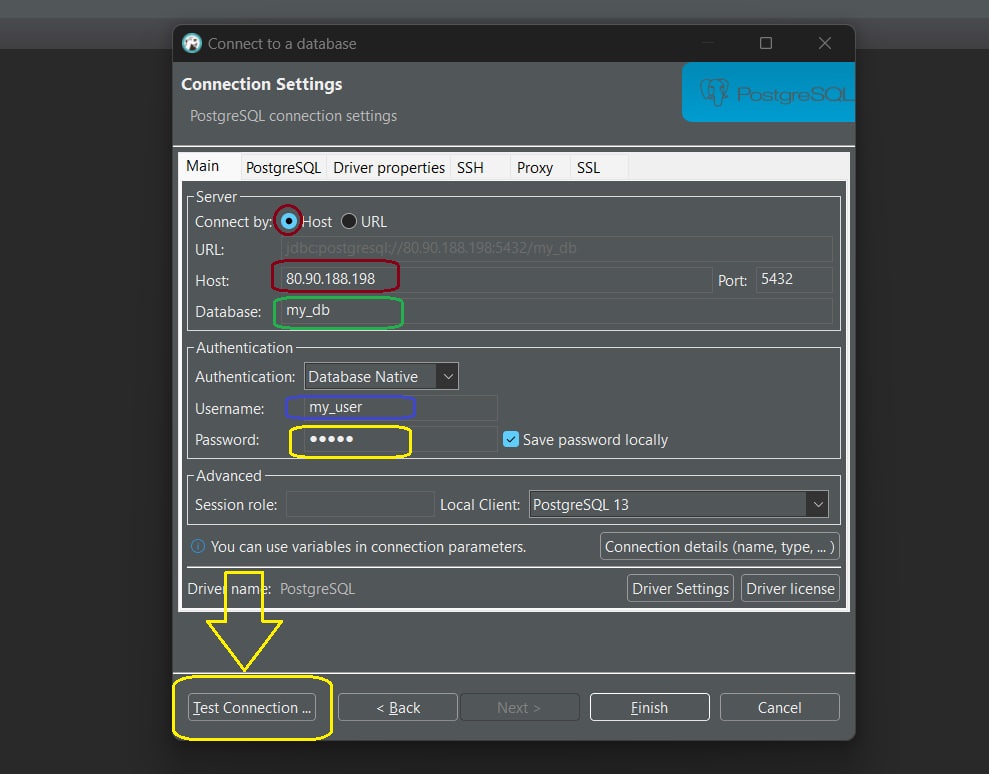 Connect to a database
Connection Settings
PostgreSQL connection settings
PostgreSQL
Main PostgreSQL Driver properties SSH Proxy SSL
Server
Connect by: Host URL
URL: jdbc:postgresql://80.90.188.198:5432/my_db
Host: 80.90.188.198 Port: 5432
Database: my_db
Authentication
Authentication: Database Native
Username: my_user
Password: ●●●●● Save password locally
Advanced
Session role: Local Client: PostgreSQL 13
You can use variables in connection parameters. Connection details (name, type, ... )
Driver name: PostgreSQL Driver Settings Driver license
Test Connection ... < Back Next > Finish Cancel